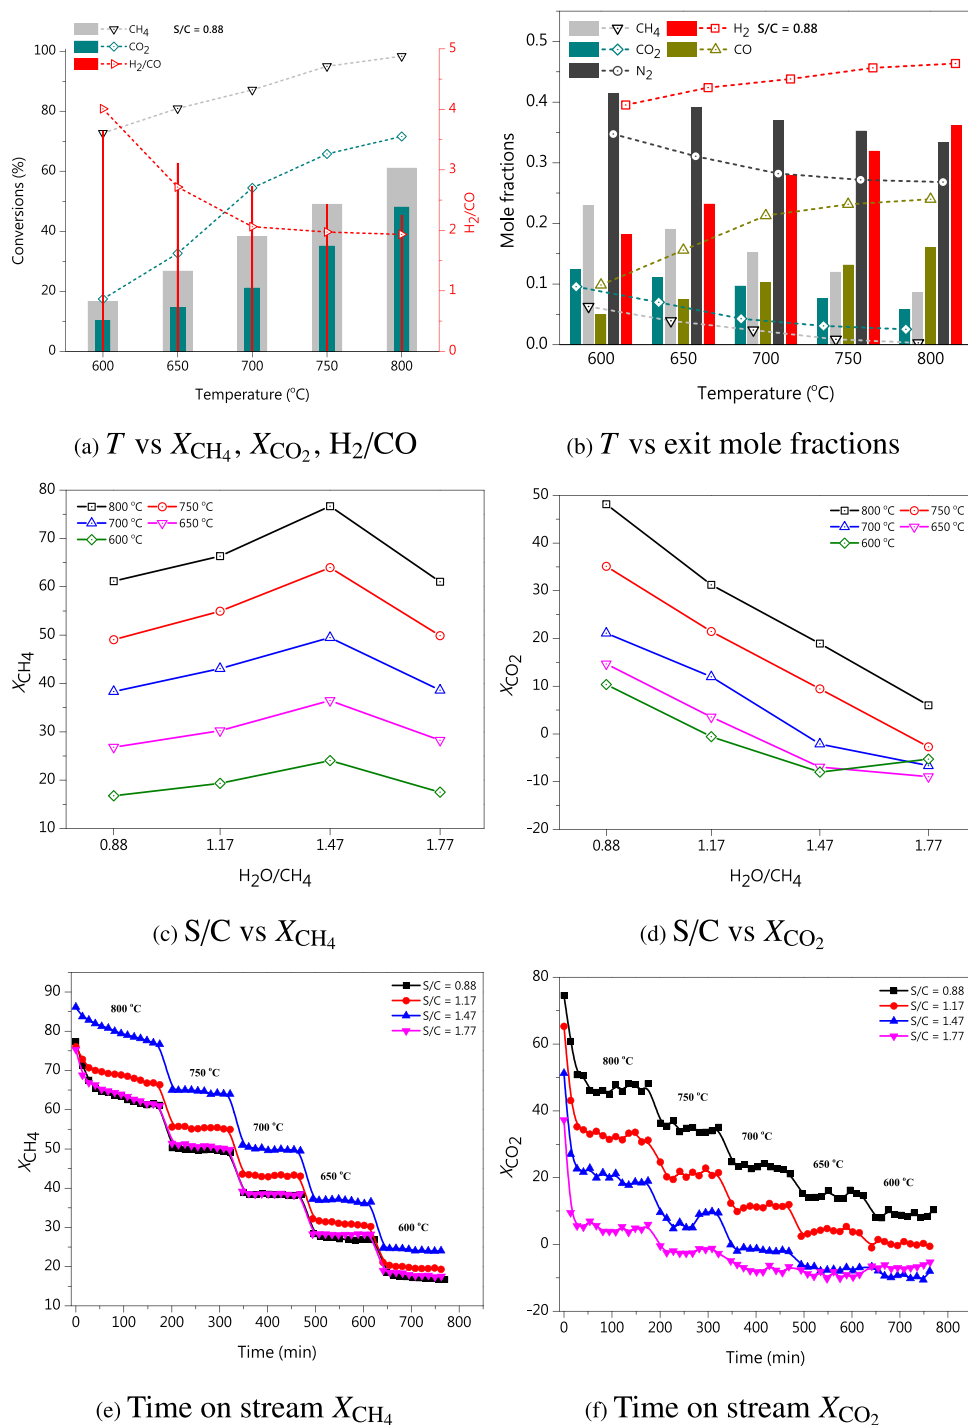 CH4 S/C = 0.88
CO2
H2/CO
100
80
60
40
20
0
5
4
3
2
1
0
Conversions (%)
H2/CO
600 650 700 750 800
Temperature (°C)
(a) T vs XCH4, XCO2, H2/CO
CH4 H2 S/C = 0.88
CO2 CO
N2
0.5
0.4
0.3
0.2
0.1
0.0
Mole fractions
600 650 700 750 800
Temperature (°C)
(b) T vs exit mole fractions
80
70
60
50
40
30
20
10
XCH4
800 °C 750 °C
700 °C 650 °C
600 °C
0.88 1.17 1.47 1.77
H2O/CH4
(c) S/C vs XCH4
50
40
30
20
10
0
-10
-20
XCO2
800 °C 750 °C
700 °C 650 °C
600 °C
0.88 1.17 1.47 1.77
H2O/CH4
(d) S/C vs XCO2
90
80
70
60
50
40
30
20
10
XCH4
S/C = 0.88
S/C = 1.17
S/C = 1.47
S/C = 1.77
800 °C
750 °C
700 °C
650 °C
600 °C
0 100 200 300 400 500 600 700 800
Time (min)
(e) Time on stream XCH4
80
60
40
20
0
-20
XCO2
S/C = 0.88
S/C = 1.17
S/C = 1.47
S/C = 1.77
800 °C
750 °C
700 °C
650 °C
600 °C
0 100 200 300 400 500 600 700 800
Time (min)
(f) Time on stream XCO2